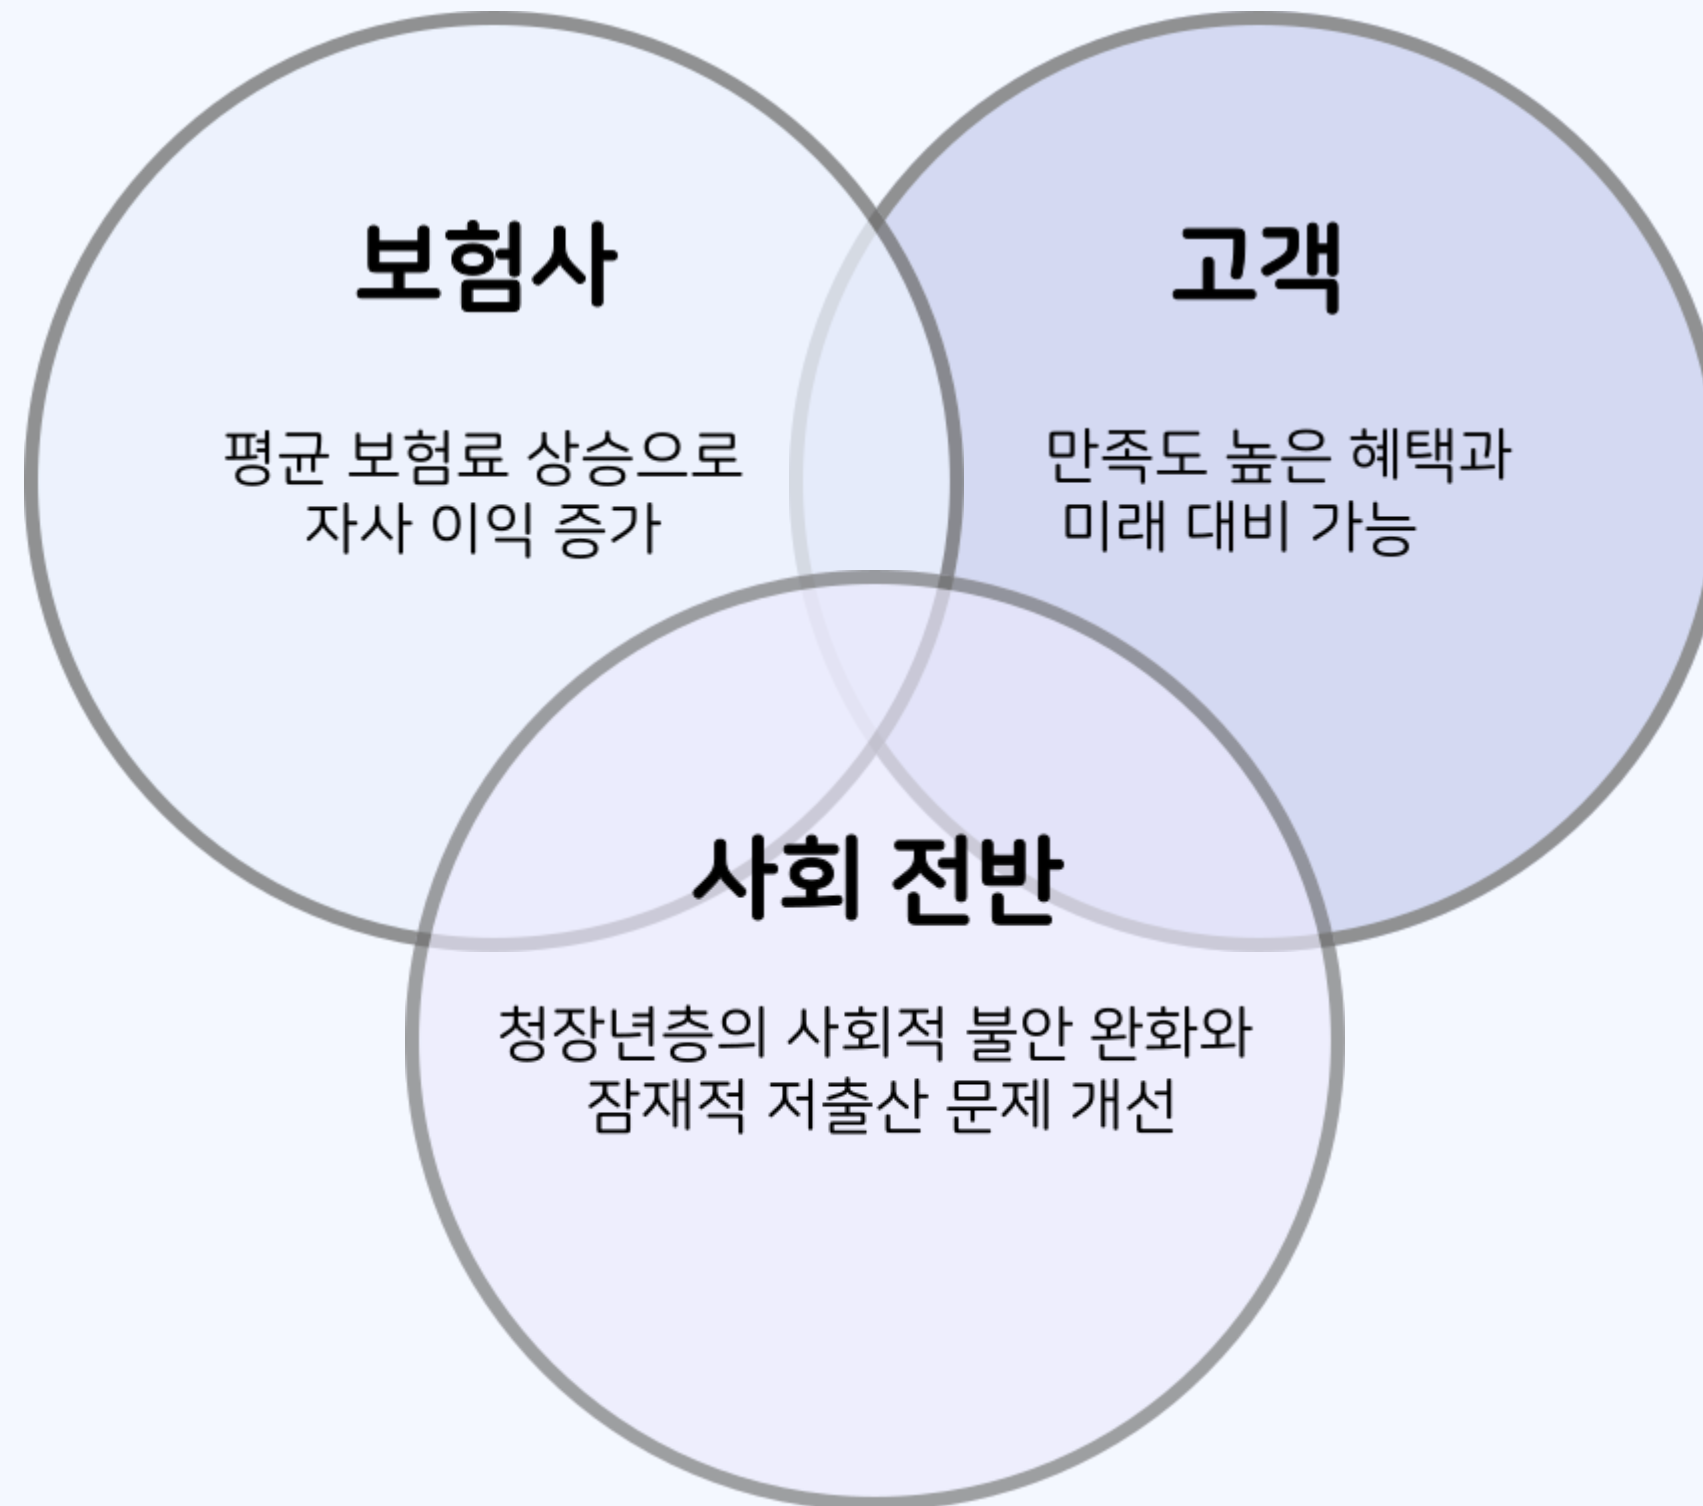 보험사
평균 보험료 상승으로
자사 이익 증가
고객
만족도 높은 혜택과
미래 대비 가능
사회 전반
청장년층의 사회적 불안 완화와
잠재적 저출산 문제 개선